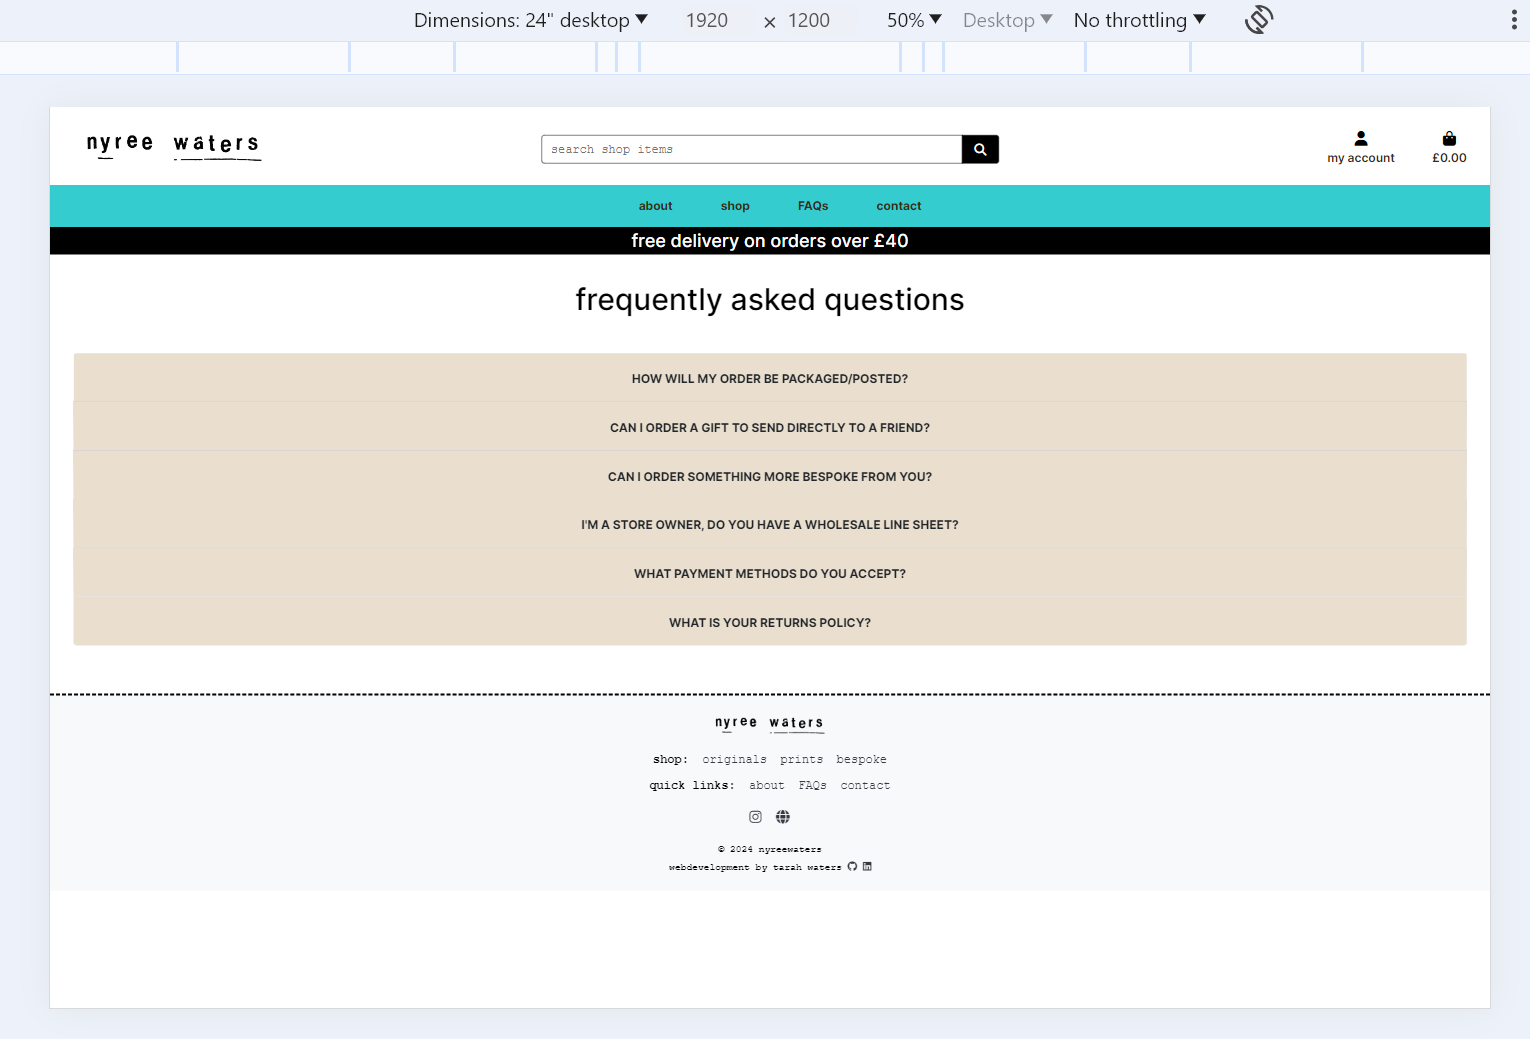 Dimensions: 24" desktop 1920 × 1200 50% Desktop No throttling
nyree waters
search shop items
my account
£0.00
about shop FAQs contact
free delivery on orders over £40
frequently asked questions
HOW WILL MY ORDER BE PACKAGED/POSTED?
CAN I ORDER A GIFT TO SEND DIRECTLY TO A FRIEND?
CAN I ORDER SOMETHING MORE BESPOKE FROM YOU?
I'M A STORE OWNER, DO YOU HAVE A WHOLESALE LINE SHEET?
WHAT PAYMENT METHODS DO YOU ACCEPT?
WHAT IS YOUR RETURNS POLICY?
nyree waters
shop: originals prints bespoke
quick links: about FAQs contact
© 2024 nyreewaters
webdevelopment by tarah waters